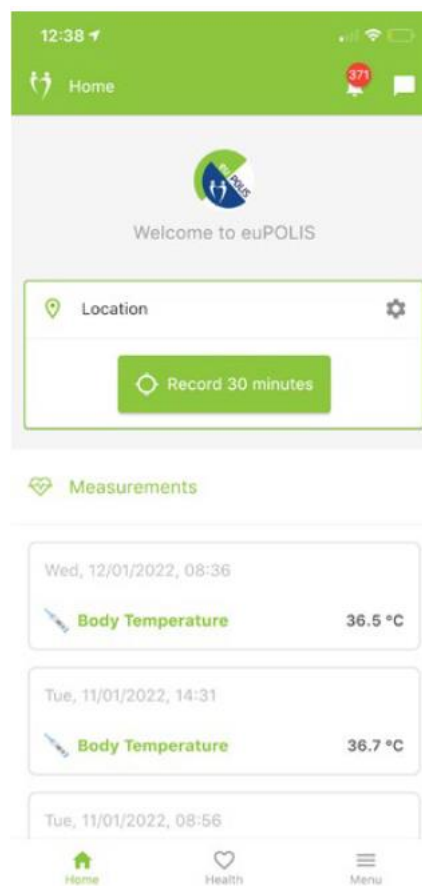 12:38
Home
371
euPOLIS
Welcome to euPOLIS
Location
Record 30 minutes
Measurements
Wed, 12/01/2022, 08:36
Body Temperature 36.5 °C
Tue, 11/01/2022, 14:31
Body Temperature 36.7 °C
Tue, 11/01/2022, 08:56
Home Health Menu